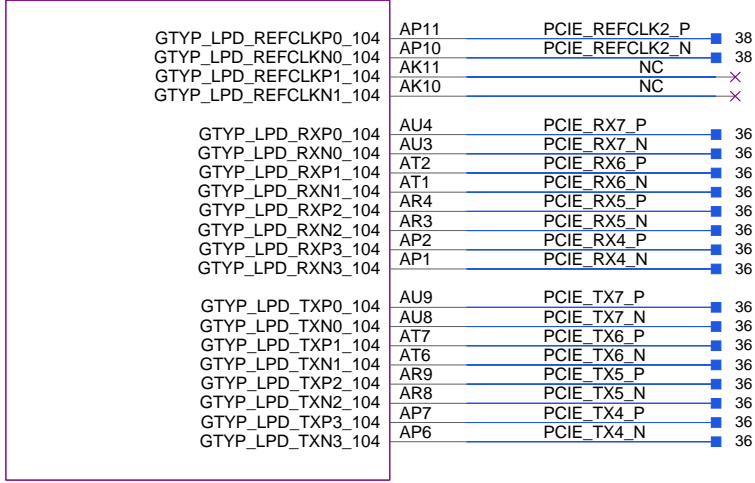 GTYP_LPD_REFCLKP0_104 AP11 PCIE_REFCLK2_P 38
GTYP_LPD_REFCLKN0_104 AP10 PCIE_REFCLK2_N 38
GTYP_LPD_REFCLKP1_104 AK11 NC
GTYP_LPD_REFCLKN1_104 AK10 NC
GTYP_LPD_RXP0_104 AU4 PCIE_RX7_P 36
GTYP_LPD_RXN0_104 AU3 PCIE_RX7_N 36
GTYP_LPD_RXP1_104 AT2 PCIE_RX6_P 36
GTYP_LPD_RXN1_104 AT1 PCIE_RX6_N 36
GTYP_LPD_RXP2_104 AR4 PCIE_RX5_P 36
GTYP_LPD_RXN2_104 AR3 PCIE_RX5_N 36
GTYP_LPD_RXP3_104 AP2 PCIE_RX4_P 36
GTYP_LPD_RXN3_104 AP1 PCIE_RX4_N 36
GTYP_LPD_TXP0_104 AU9 PCIE_TX7_P 36
GTYP_LPD_TXN0_104 AU8 PCIE_TX7_N 36
GTYP_LPD_TXP1_104 AT7 PCIE_TX6_P 36
GTYP_LPD_TXN1_104 AT6 PCIE_TX6_N 36
GTYP_LPD_TXP2_104 AR9 PCIE_TX5_P 36
GTYP_LPD_TXN2_104 AR8 PCIE_TX5_N 36
GTYP_LPD_TXP3_104 AP7 PCIE_TX4_P 36
GTYP_LPD_TXN3_104 AP6 PCIE_TX4_N 36